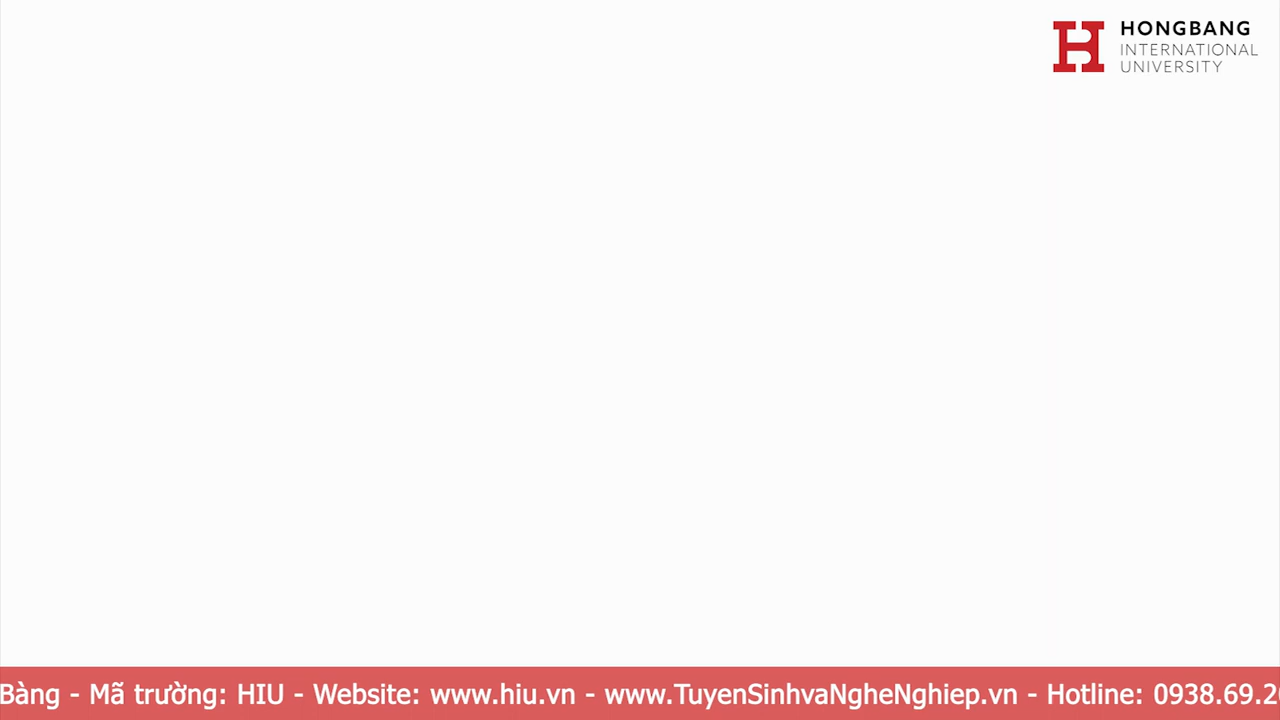 HONGBANG
INTERNATIONAL
UNIVERSITY
Bàng - Mã trường: HIU - Website: www.hiu.vn - www.TuyenSinhvaNgheNghiep.vn - Hotline: 0938.69.2